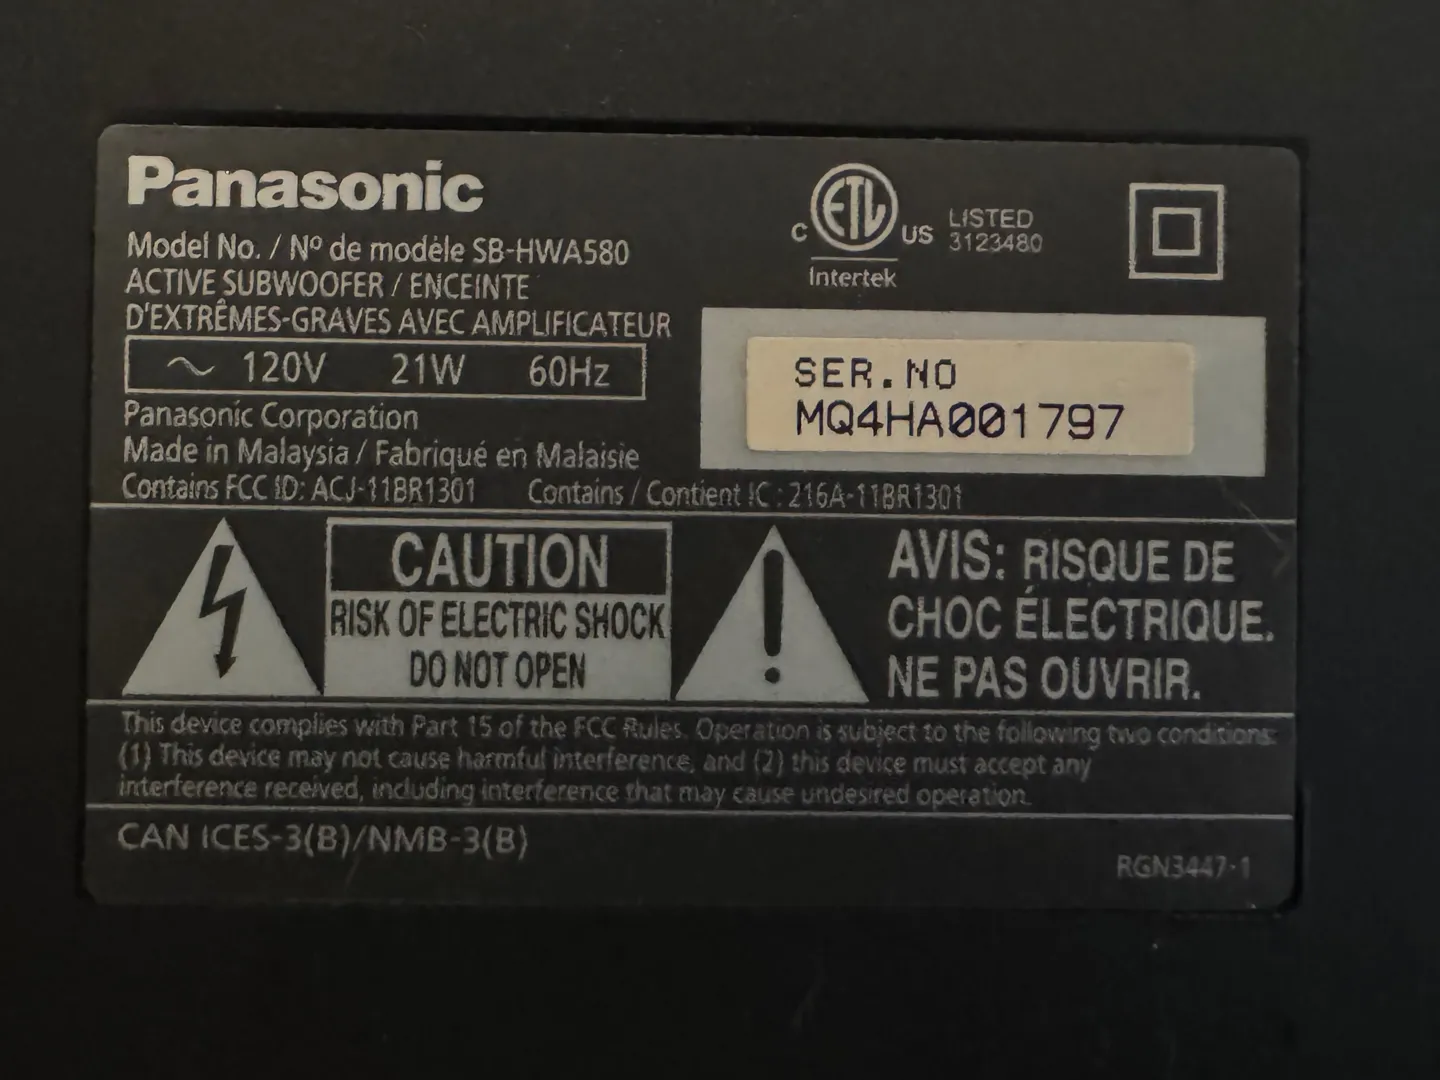 Panasonic
Model No. / Nº de modèle SB-HWA580
ACTIVE SUBWOOFER / ENCEINTE
D'EXTRÊMES-GRAVES AVEC AMPLIFICATEUR
~ 120V 21W 60Hz
Panasonic Corporation
Made in Malaysia / Fabriqué en Malaisie
Contains FCC ID: ACJ-11BR1301 Contains / Contient IC : 216A-11BR1301
C ETL US
Intertek
LISTED
3123480
SER.NO
MQ4HA001797
CAUTION
RISK OF ELECTRIC SHOCK
DO NOT OPEN
AVIS: RISQUE DE
CHOC ÉLECTRIQUE.
NE PAS OUVRIR.
This device complies with Part 15 of the FCC Rules. Operation is subject to the following two conditions:
(1) This device may not cause harmful interference, and (2) this device must accept any
interference received, including interference that may cause undesired operation.
CAN ICES-3(B)/NMB-3(B)
RGN3447-1